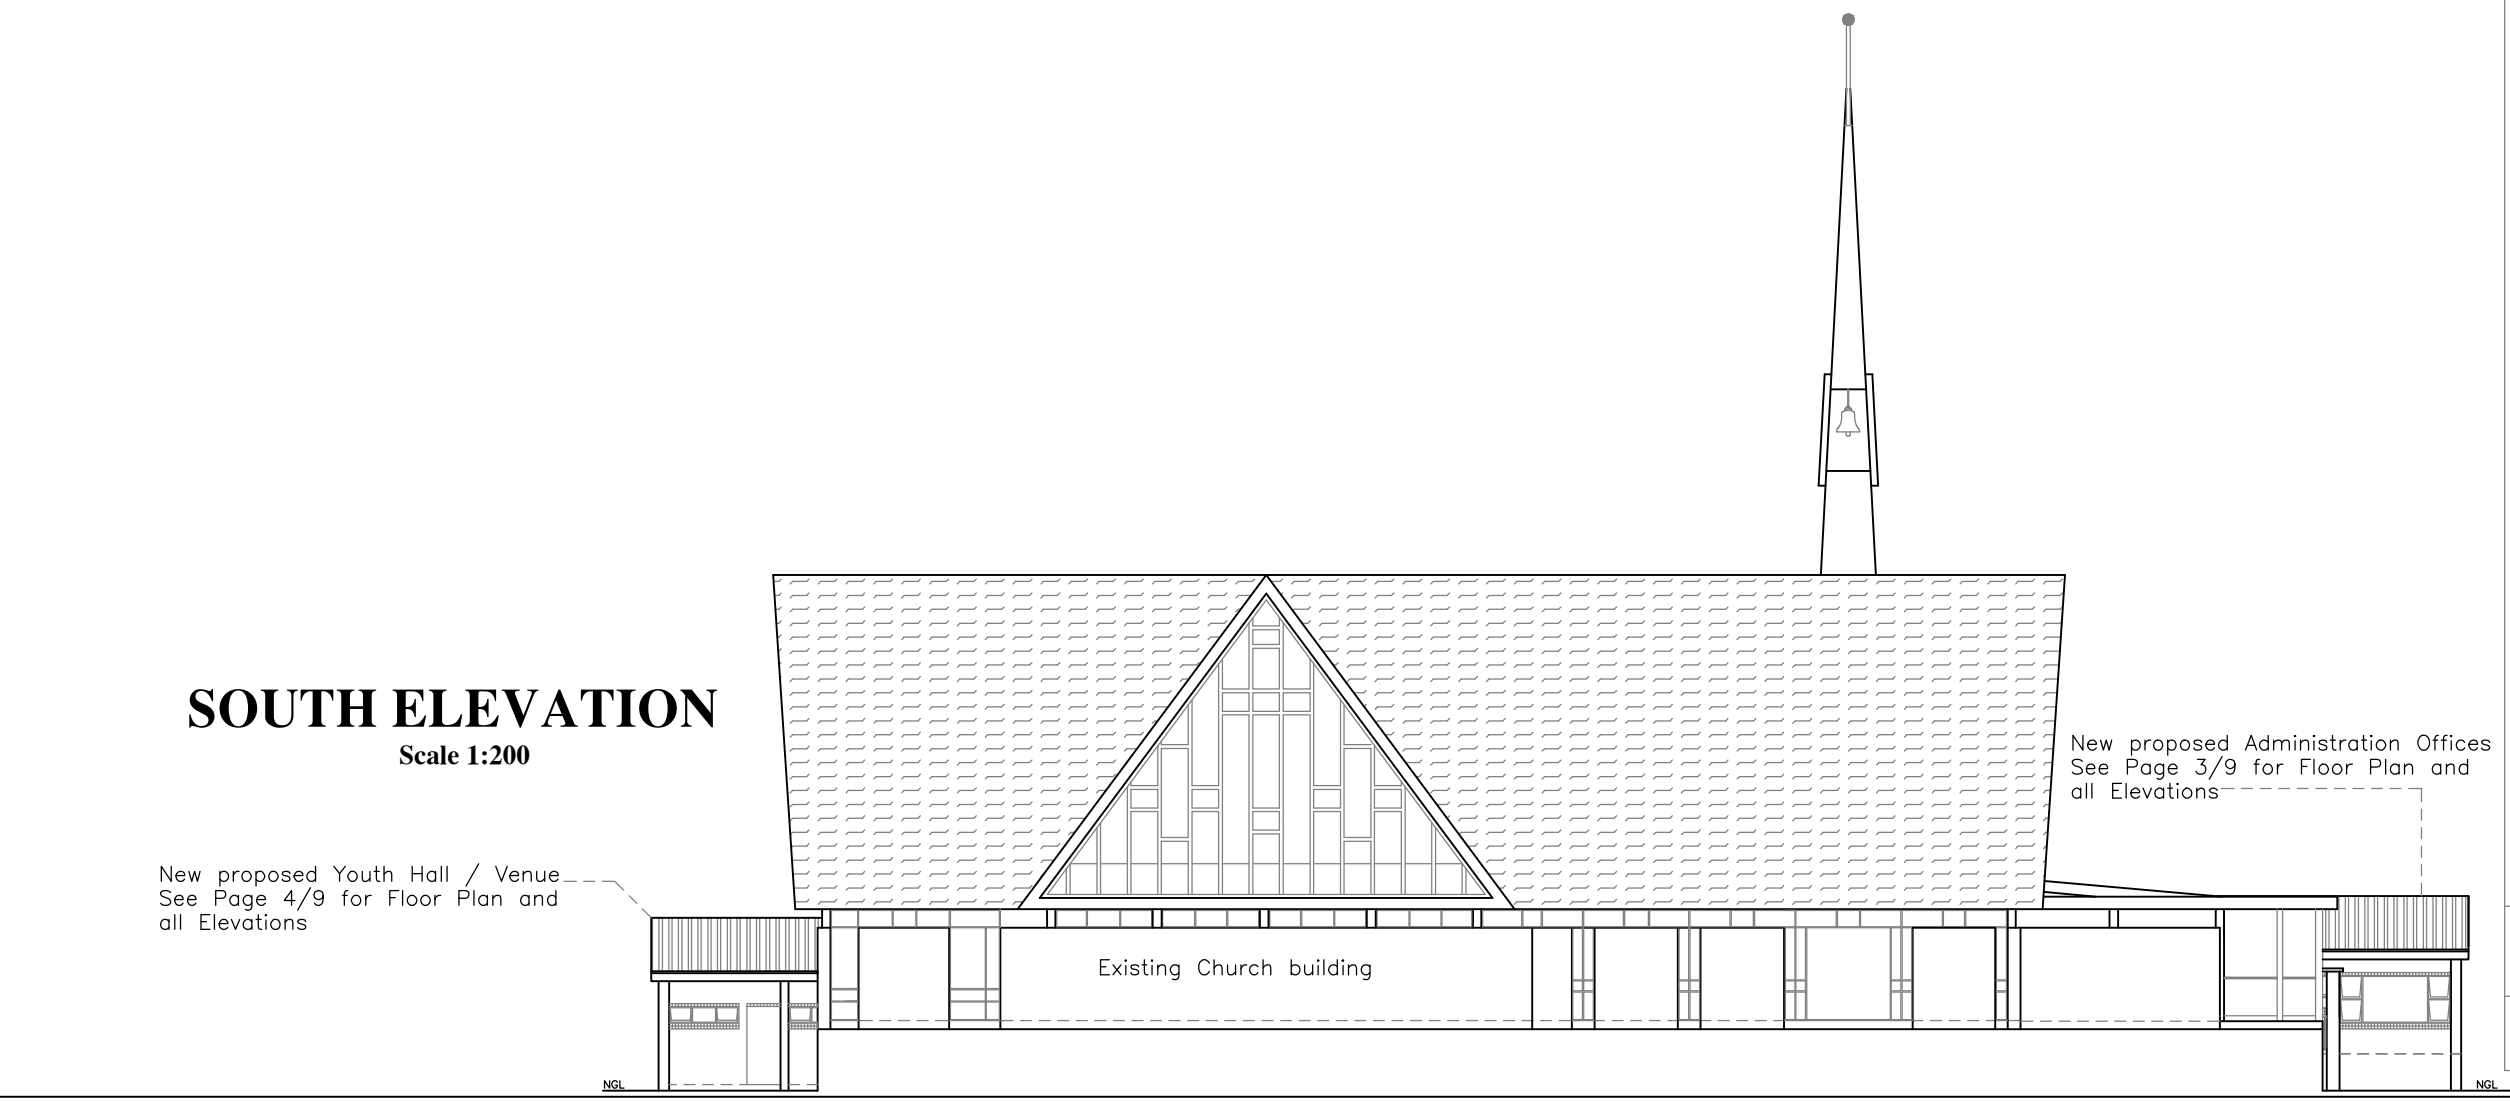 SOUTH ELEVATION
Scale 1:200
New proposed Administration Offices
See Page 3/9 for Floor Plan and
all Elevations
New proposed Youth Hall / Venue
See Page 4/9 for Floor Plan and
all Elevations
Existing Church building
NGL
NGL